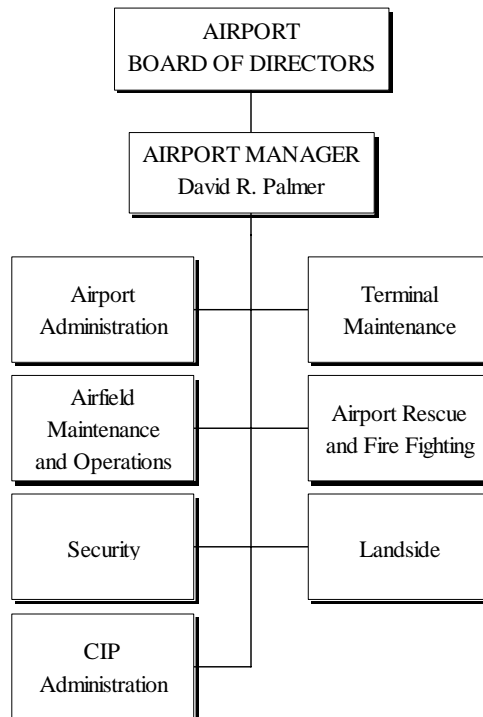 AIRPORT
BOARD OF DIRECTORS
AIRPORT MANAGER
David R. Palmer
Airport
Administration
Terminal
Maintenance
Airfield
Maintenance
and Operations
Airport Rescue
and Fire Fighting
Security
Landside
CIP
Administration